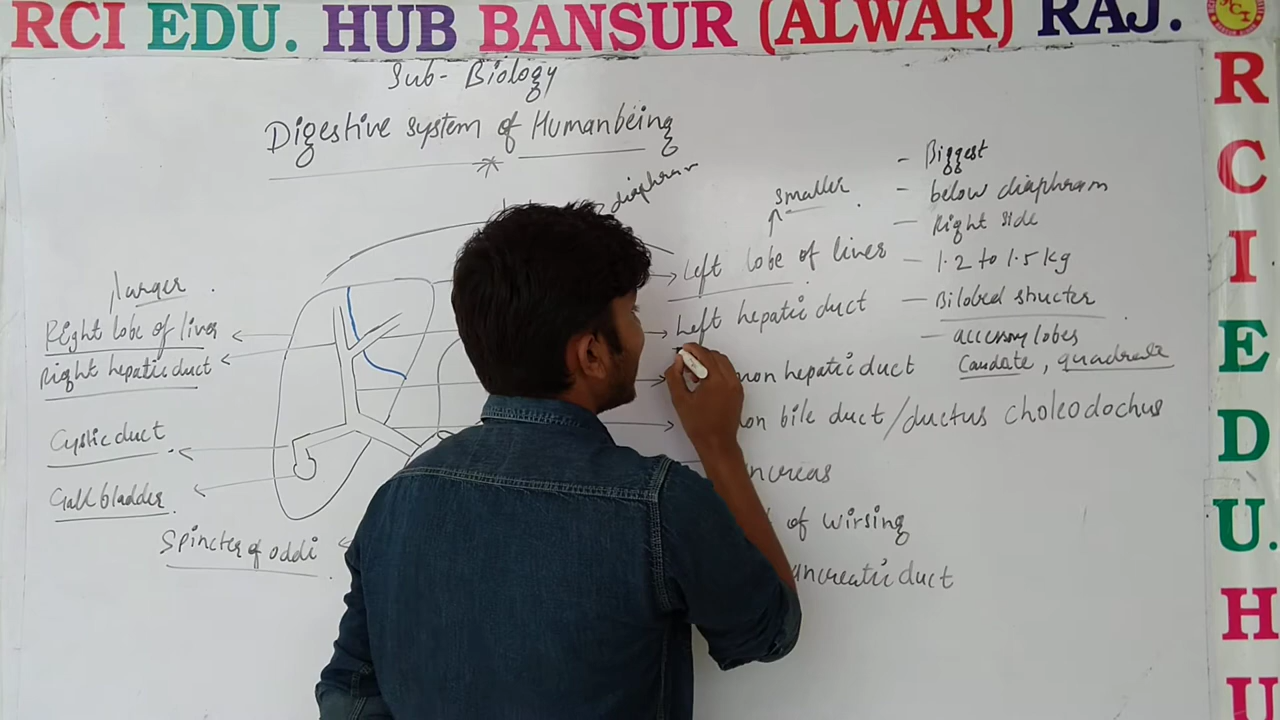 RCI EDU. HUB BANSUR (ALWAR) RAJ.
Sub- Biology
Digestive system of Humanbeing
diaphram
smaller
Left lobe of liver
Left hepatic duct
mon hepatic duct
on bile duct/ductus choleodochus
ncreas
of wirsing
ancreatic duct
- Biggest
- below diaphram
- Right side
- 1.2 to 1.5 kg
- Bilobed structer
- accessory lobes
Caudate, quadrate
larger
Right lobe of liver
Right hepatic duct
Cystic duct
Gall bladder
Spincter of oddi
R
C
I
E
D
U.
H
U